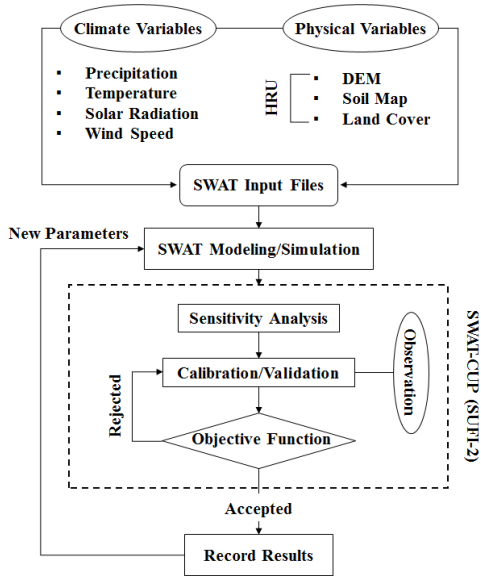 Climate Variables
Physical Variables
▪ Precipitation
▪ Temperature
▪ Solar Radiation
▪ Wind Speed
HRU
▪ DEM
▪ Soil Map
▪ Land Cover
SWAT Input Files
New Parameters
SWAT Modeling/Simulation
Sensitivity Analysis
Calibration/Validation
Observation
SWAT-CUP (SUFI-2)
Rejected
Objective Function
Accepted
Record Results